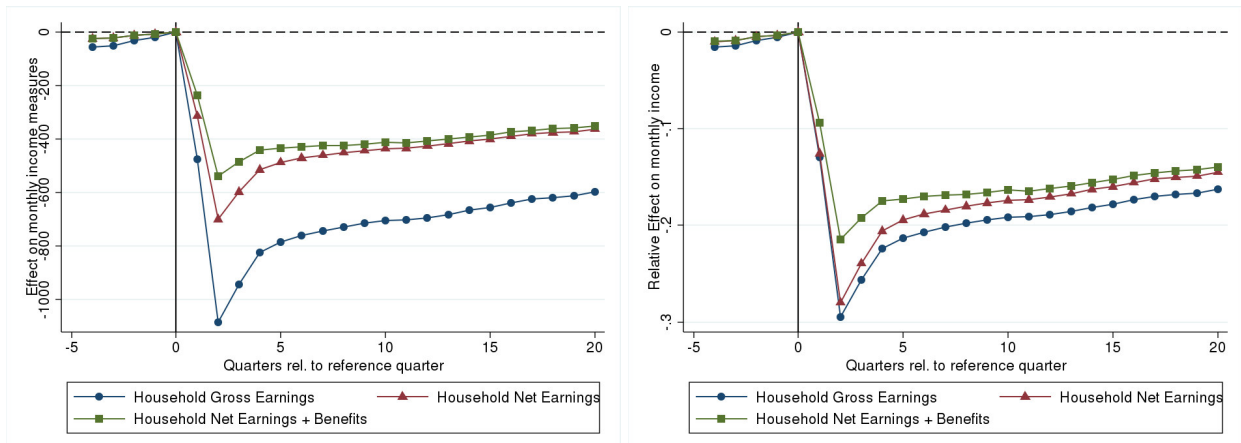 Effect on monthly income measures
0
-200
-400
-600
-800
-1000
-5
0
5
10
15
20
Quarters rel. to reference quarter
Household Gross Earnings
Household Net Earnings
Household Net Earnings + Benefits
Relative Effect on monthly income
0
-.1
-.2
-.3
-5
0
5
10
15
20
Quarters rel. to reference quarter
Household Gross Earnings
Household Net Earnings
Household Net Earnings + Benefits